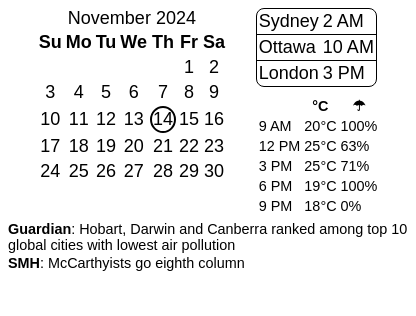 November 2024
Su Mo Tu We Th Fr Sa
1 2
3 4 5 6 7 8 9
10 11 12 13 14 15 16
17 18 19 20 21 22 23
24 25 26 27 28 29 30
Sydney 2 AM
Ottawa 10 AM
London 3 PM
°C ☂
9 AM 20°C 100%
12 PM 25°C 63%
3 PM 25°C 71%
6 PM 19°C 100%
9 PM 18°C 0%
Guardian: Hobart, Darwin and Canberra ranked among top 10
global cities with lowest air pollution
SMH: McCarthyists go eighth column